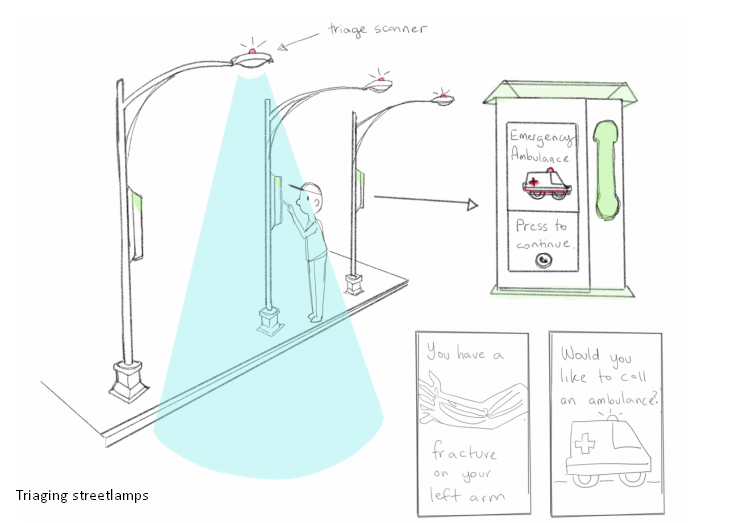 triage scanner
Emergency
Ambulance
Press to
continue.
You have a
fracture
on your
left arm
Would you
like to call
an ambulance?
Triaging streetlamps